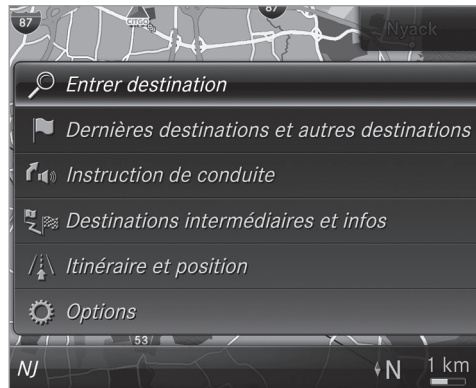 87
CITGO
87
Nyack
Entrer destination
Dernières destinations et autres destinations
Instruction de conduite
Destinations intermédiaires et infos
Itinéraire et position
Options
53
NJ
N
1 km